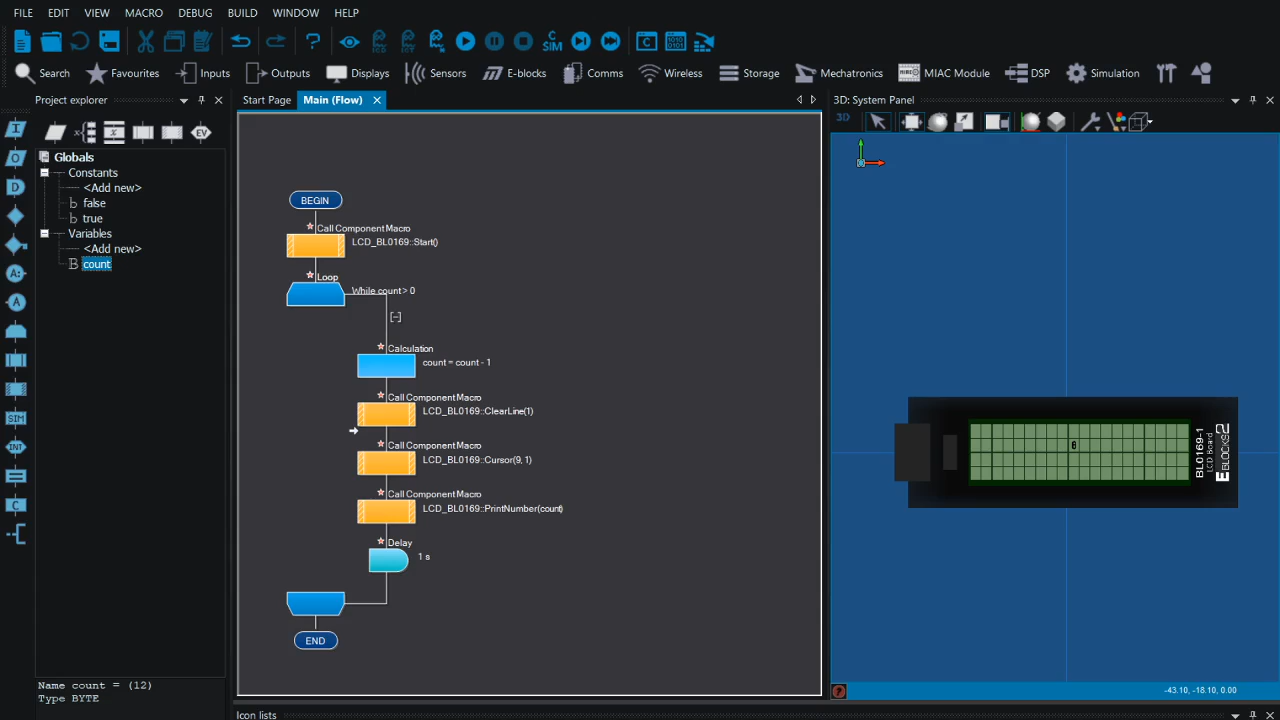 FILE EDIT VIEW MACRO DEBUG BUILD WINDOW HELP
Search Favourites Inputs Outputs Displays Sensors E-blocks Comms Wireless Storage Mechatronics MIAC Module DSP Simulation
Project explorer
Globals
Constants
<Add new>
false
true
Variables
<Add new>
count
Name count = (12)
Type BYTE
Start Page Main (Flow)
BEGIN
Call Component Macro
LCD_BL0169::Start()
Loop
While count > 0
Calculation
count = count - 1
Call Component Macro
LCD_BL0169::ClearLine(1)
Call Component Macro
LCD_BL0169::Cursor(9, 1)
Call Component Macro
LCD_BL0169::PrintNumber(count)
Delay
1 s
END
3D: System Panel
3D
BL0169-1
LCD Board
E BLOCKS2
-43.10, -18.10, 0.00
Icon lists